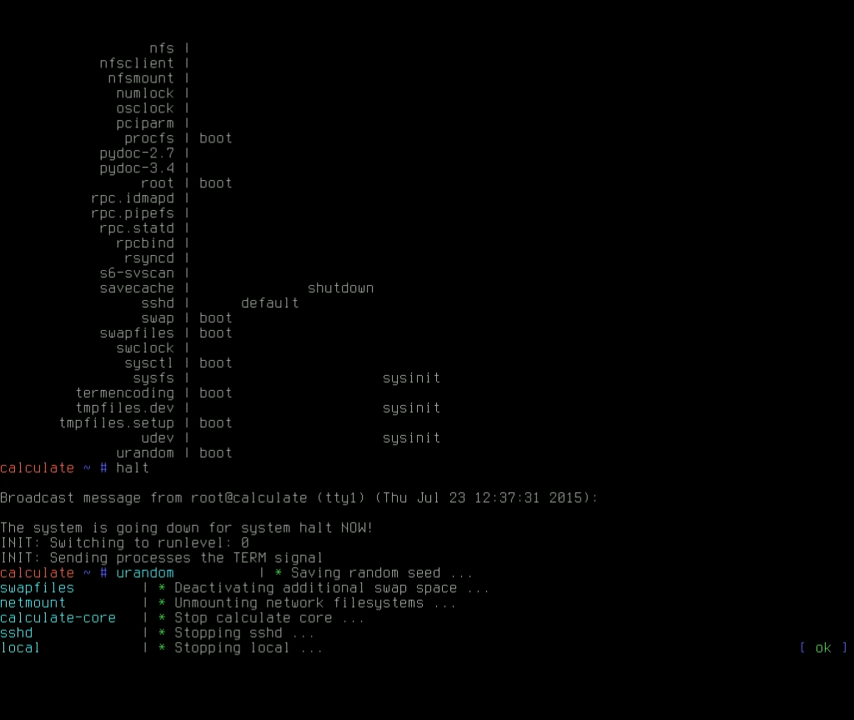 nfs |
nfsclient |
nfsmount |
numlock |
osclock |
pciparm |
procfs | boot
pydoc-2.7 |
pydoc-3.4 |
root | boot
rpc.idmapd |
rpc.pipefs |
rpc.statd |
rpcbind |
rsyncd |
s6-svscan |
savecache | shutdown
sshd | default
swap | boot
swapfiles | boot
swclock |
sysctl | boot
sysfs | sysinit
termencoding | boot
tmpfiles.dev | sysinit
tmpfiles.setup | boot
udev | sysinit
urandom | boot
calculate ~ # halt
Broadcast message from root@calculate (tty1) (Thu Jul 23 12:37:31 2015):
The system is going down for system halt NOW!
INIT: Switching to runlevel: 0
INIT: Sending processes the TERM signal
calculate ~ # urandom | * Saving random seed ...
swapfiles | * Deactivating additional swap space ...
netmount | * Unmounting network filesystems ...
calculate-core | * Stop calculate core ...
sshd | * Stopping sshd ...
local | * Stopping local ... [ ok ]